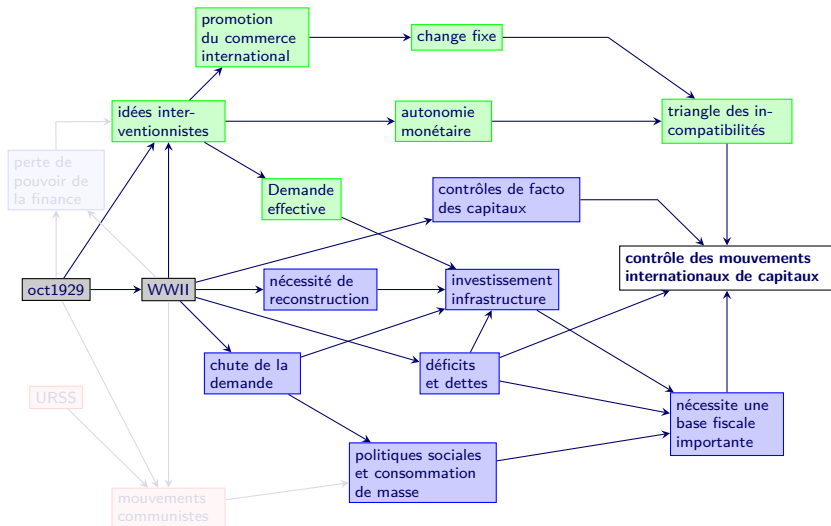 promotion
du commerce
international
change fixe
idées inter-
ventionnistes
autonomie
monétaire
triangle des in-
compatibilités
perte de
pouvoir de
la finance
Demande
effective
contrôles de facto
des capitaux
contrôle des mouvements
internationaux de capitaux
oct1929
WWII
nécessité de
reconstruction
investissement
infrastructure
chute de la
demande
déficits
et dettes
URSS
nécessite une
base fiscale
importante
politiques sociales
et consommation
de masse
mouvements
communistes